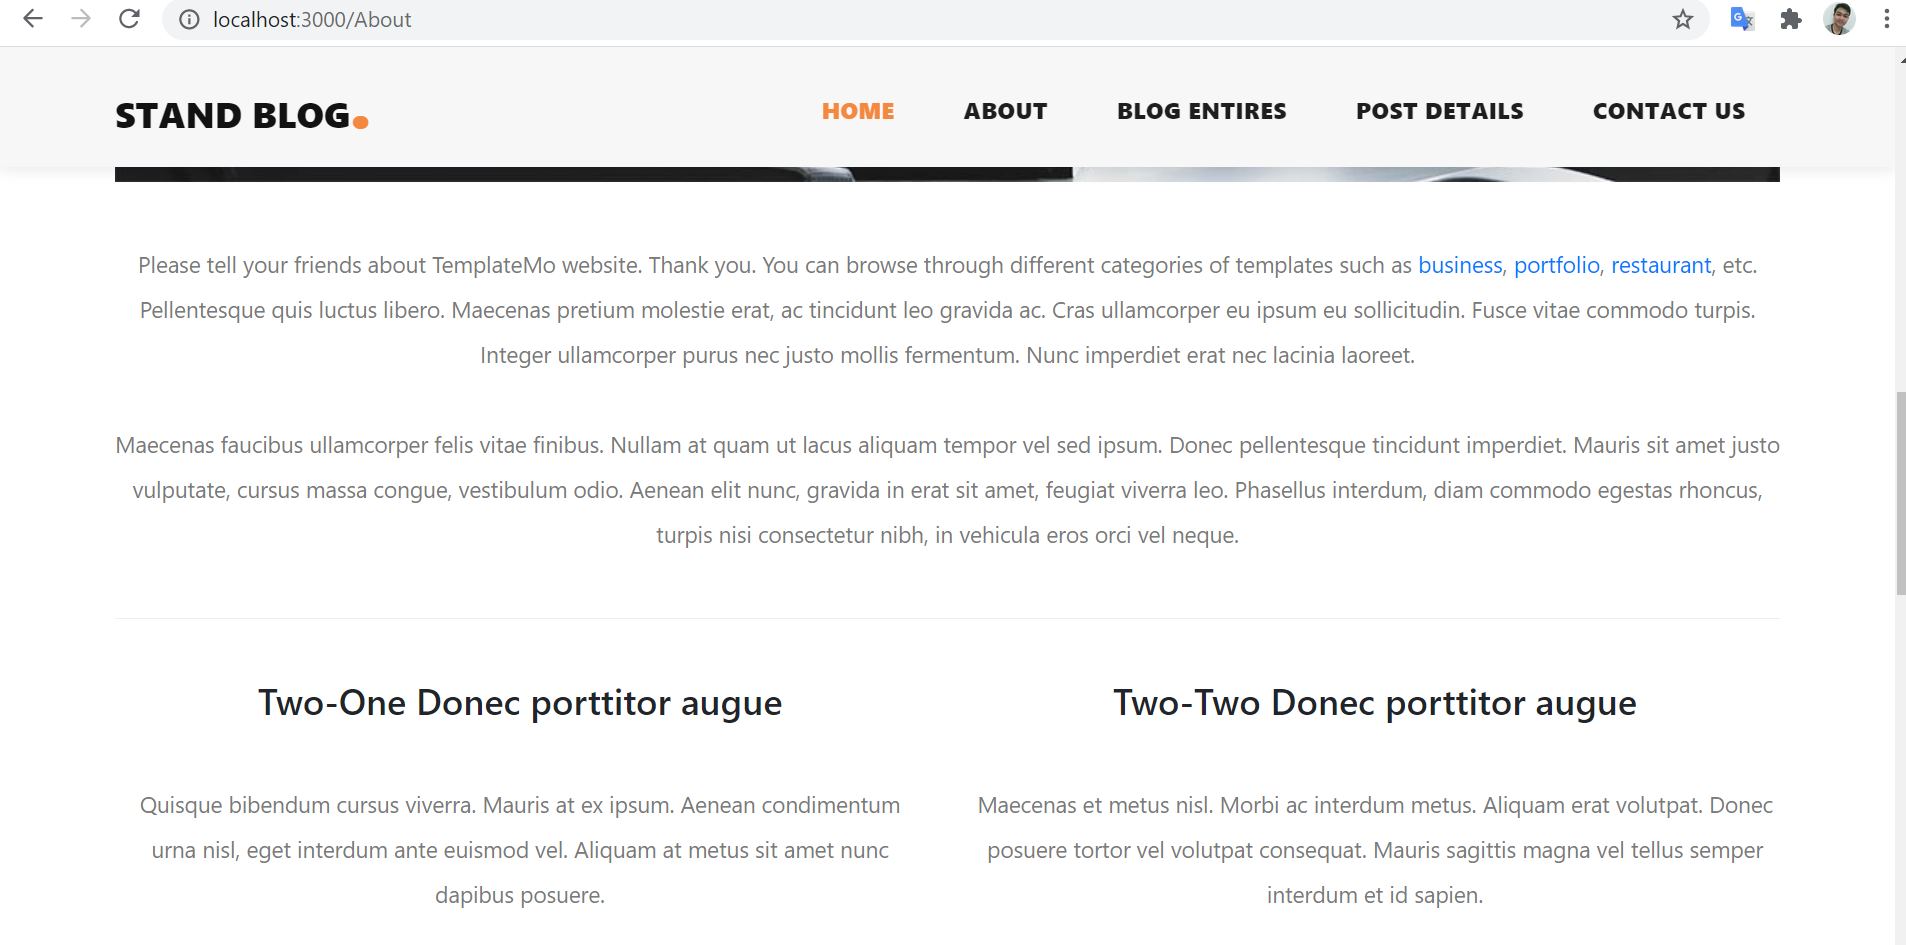 localhost:3000/About
STAND BLOG.
HOME ABOUT BLOG ENTIRES POST DETAILS CONTACT US
Please tell your friends about TemplateMo website. Thank you. You can browse through different categories of templates such as business, portfolio, restaurant, etc.
Pellentesque quis luctus libero. Maecenas pretium molestie erat, ac tincidunt leo gravida ac. Cras ullamcorper eu ipsum eu sollicitudin. Fusce vitae commodo turpis.
Integer ullamcorper purus nec justo mollis fermentum. Nunc imperdiet erat nec lacinia laoreet.
Maecenas faucibus ullamcorper felis vitae finibus. Nullam at quam ut lacus aliquam tempor vel sed ipsum. Donec pellentesque tincidunt imperdiet. Mauris sit amet justo
vulputate, cursus massa congue, vestibulum odio. Aenean elit nunc, gravida in erat sit amet, feugiat viverra leo. Phasellus interdum, diam commodo egestas rhoncus,
turpis nisi consectetur nibh, in vehicula eros orci vel neque.
Two-One Donec porttitor augue
Quisque bibendum cursus viverra. Mauris at ex ipsum. Aenean condimentum
urna nisl, eget interdum ante euismod vel. Aliquam at metus sit amet nunc
dapibus posuere.
Two-Two Donec porttitor augue
Maecenas et metus nisl. Morbi ac interdum metus. Aliquam erat volutpat. Donec
posuere tortor vel volutpat consequat. Mauris sagittis magna vel tellus semper
interdum et id sapien.